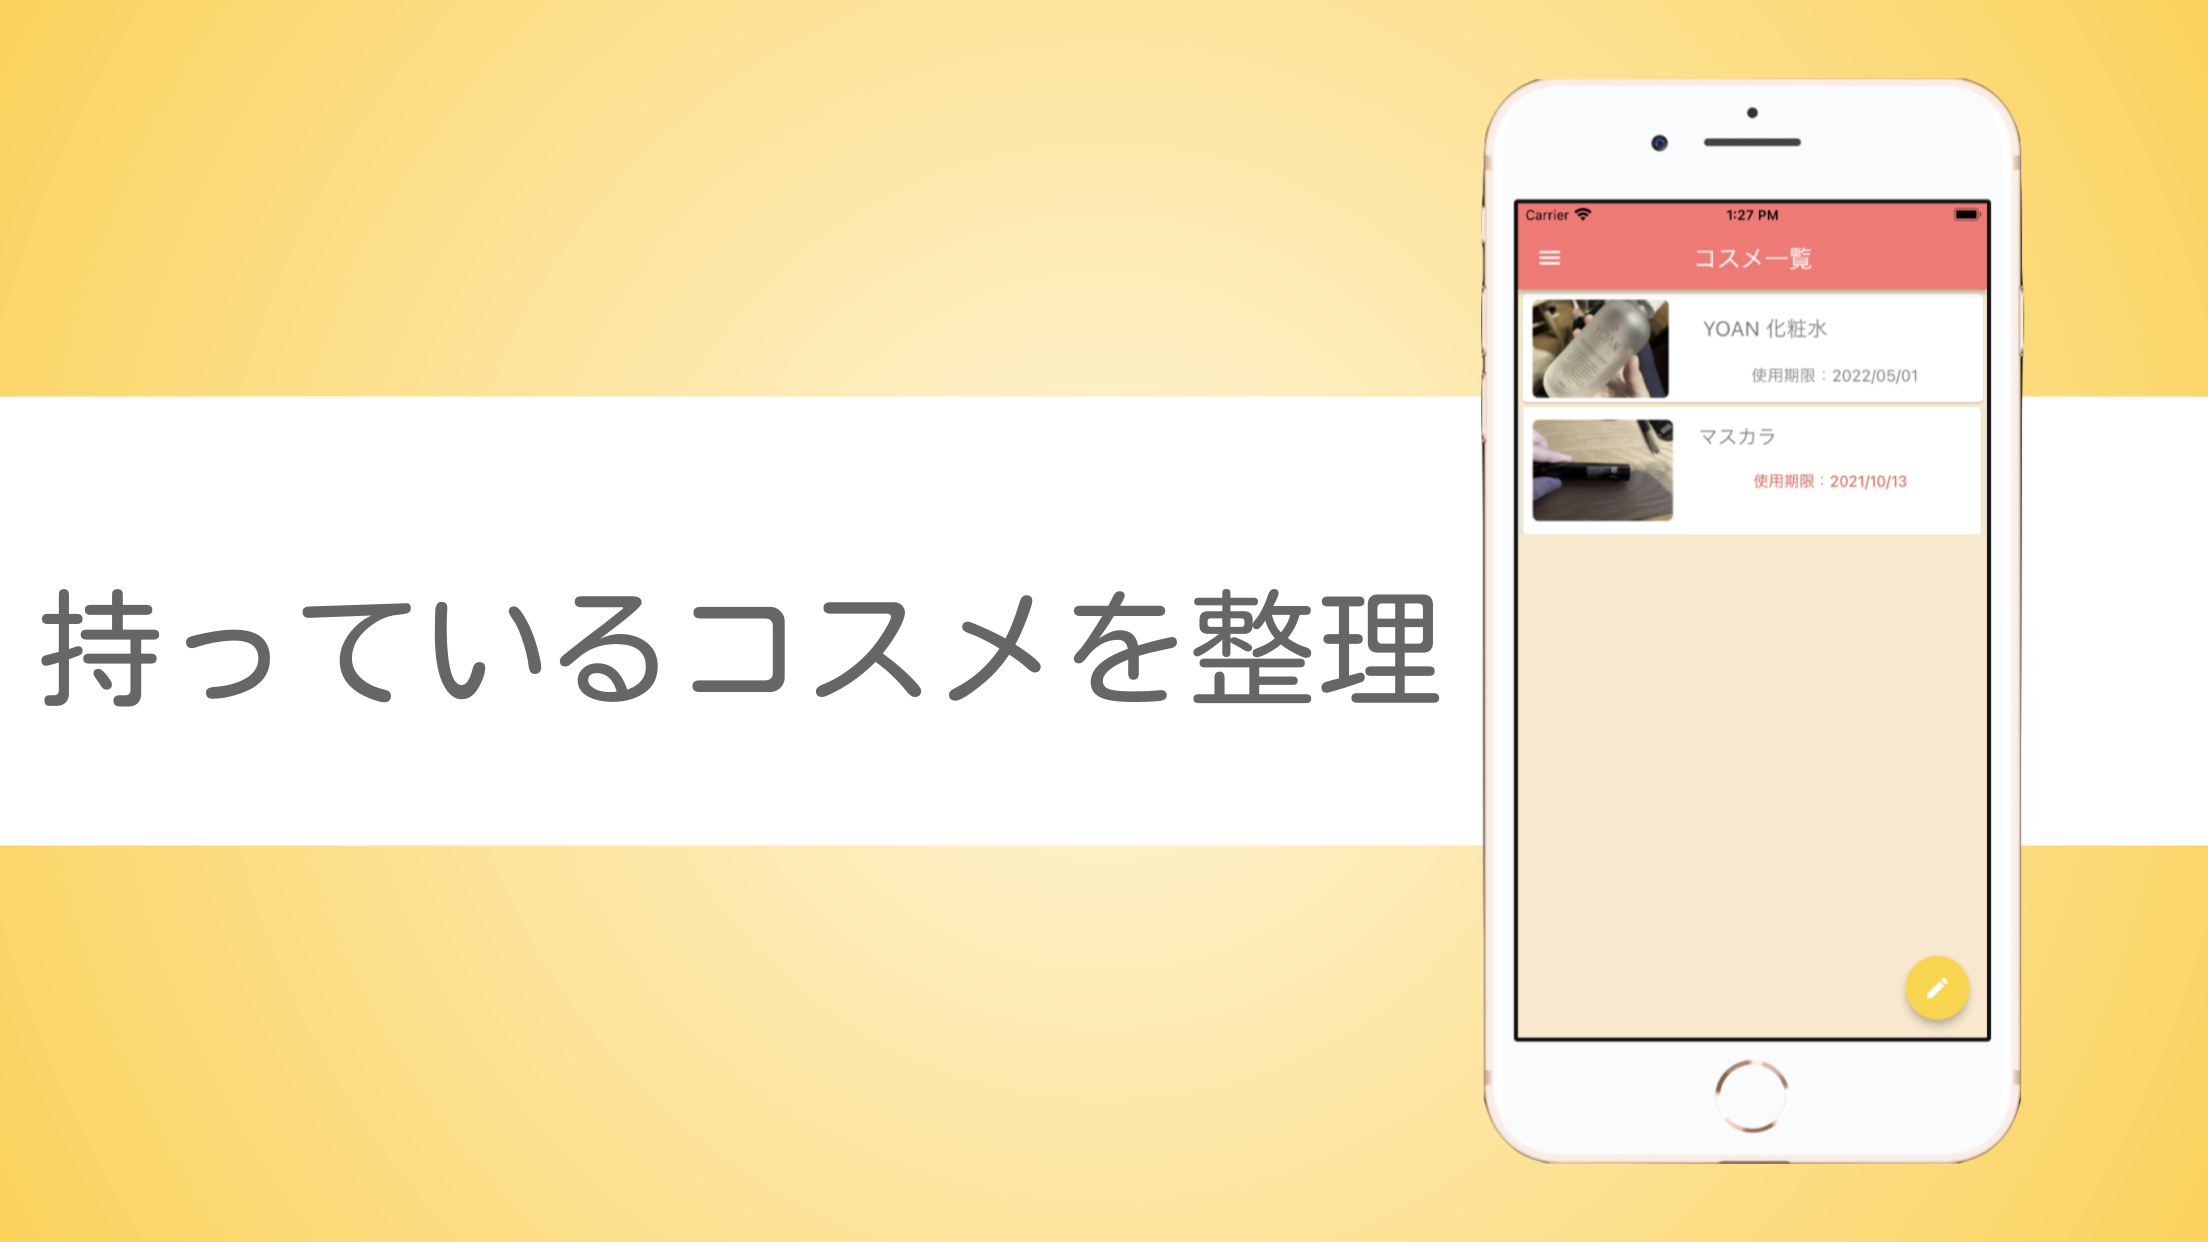 持っているコスメを整理
Carrier
1:27 PM
コスメ一覧
YOAN 化粧水
使用期限：2022/05/01
マスカラ
使用期限：2021/10/13
YOAN